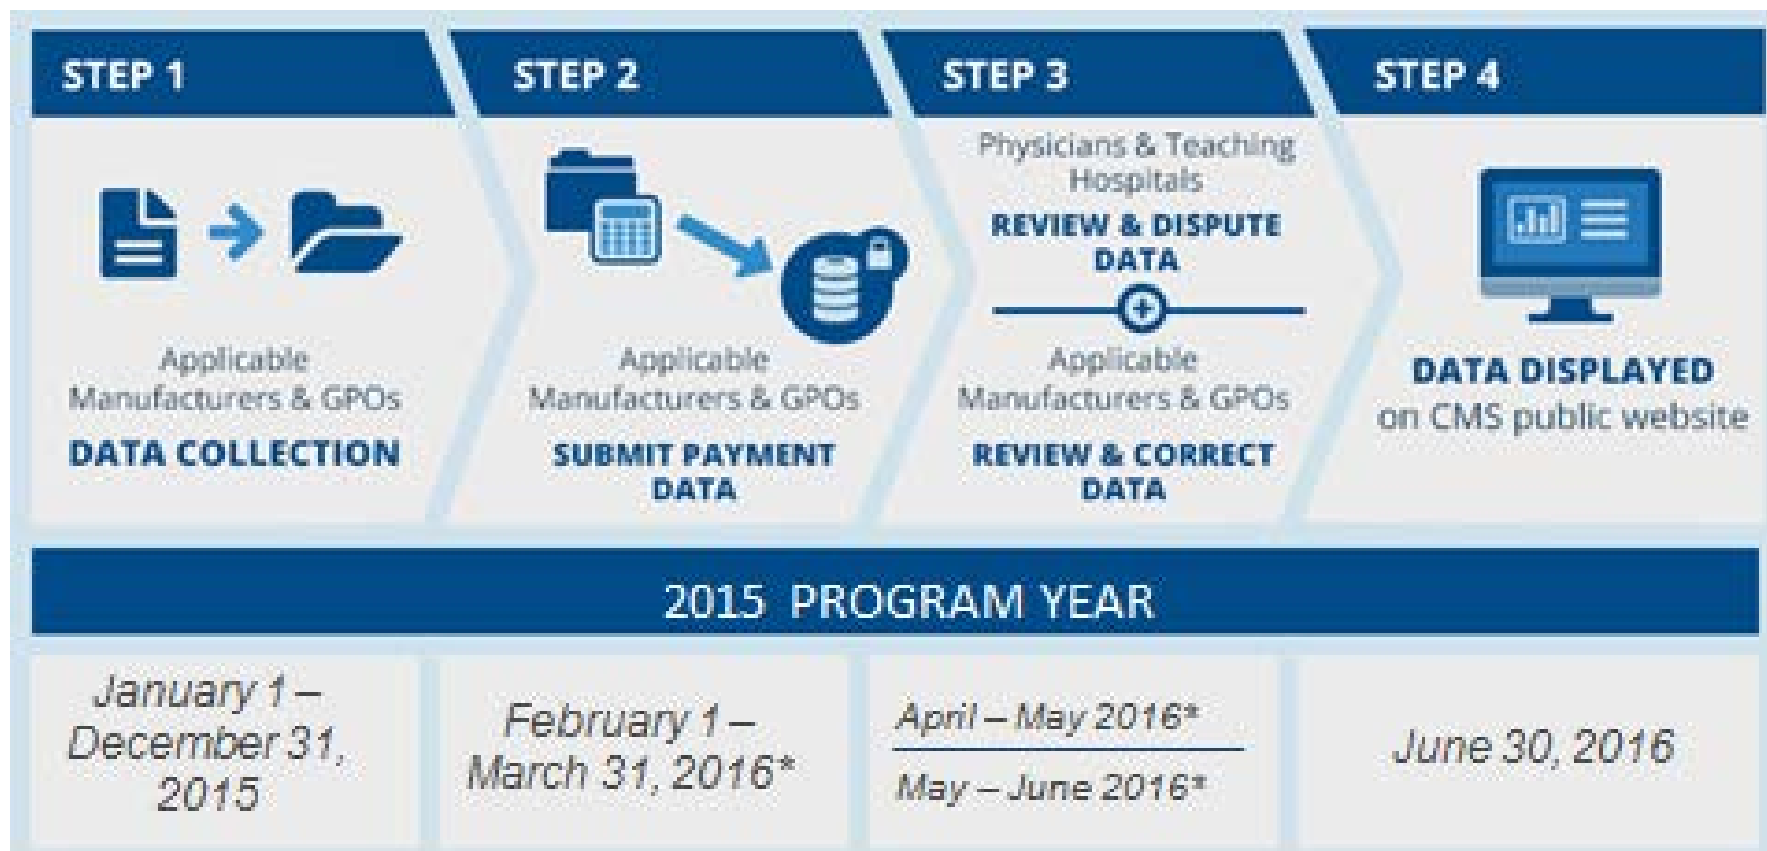 STEP 1
Applicable
Manufacturers & GPOs
DATA COLLECTION
STEP 2
Applicable
Manufacturers & GPOs
SUBMIT PAYMENT
DATA
STEP 3
Physicians & Teaching
Hospitals
REVIEW & DISPUTE
DATA
Applicable
Manufacturers & GPOs
REVIEW & CORRECT
DATA
STEP 4
DATA DISPLAYED
on CMS public website
2015 PROGRAM YEAR
January 1 –
December 31,
2015
February 1 –
March 31, 2016*
April – May 2016*
May – June 2016*
June 30, 2016